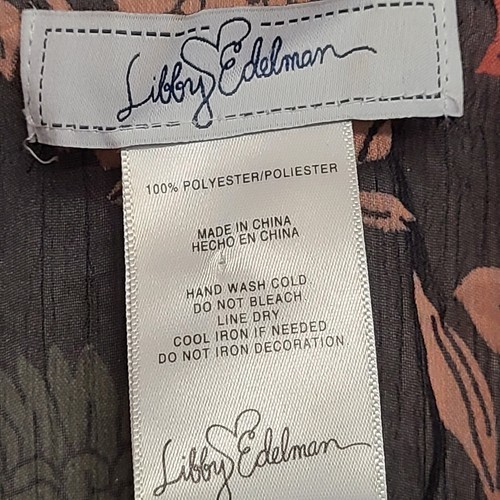 Libby Edelman
100% POLYESTER/POLIESTER
MADE IN CHINA
HECHO EN CHINA
HAND WASH COLD
DO NOT BLEACH
LINE DRY
COOL IRON IF NEEDED
DO NOT IRON DECORATION
Libby Edelman